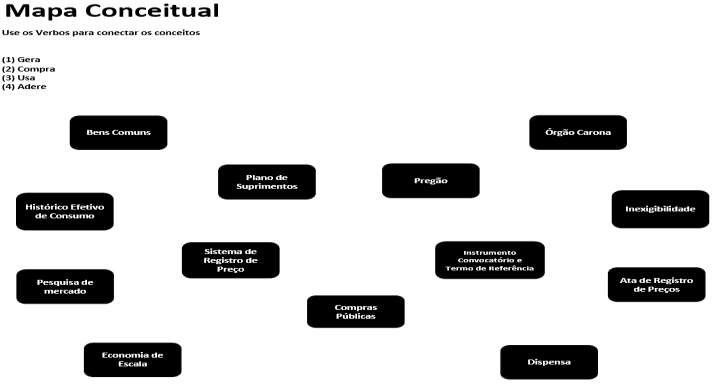 Mapa Conceitual
Use os Verbos para conectar os conceitos
(1) Gera
(2) Compra
(3) Usa
(4) Adere
Bens Comuns
Órgão Carona
Plano de
Suprimentos
Pregão
Histórico Efetivo
de Consumo
Inexigibilidade
Sistema de
Registro de
Preço
Instrumento
Convocatório e
Termo de Referência
Pesquisa de
mercado
Ata de Registro
de Preços
Compras
Públicas
Economia de
Escala
Dispensa